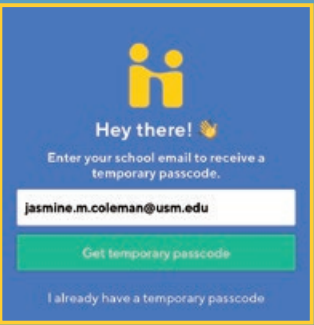 Hey there! 👋
Enter your school email to receive a
temporary passcode.
jasmine.m.coleman@usm.edu
Get temporary passcode
I already have a temporary passcode